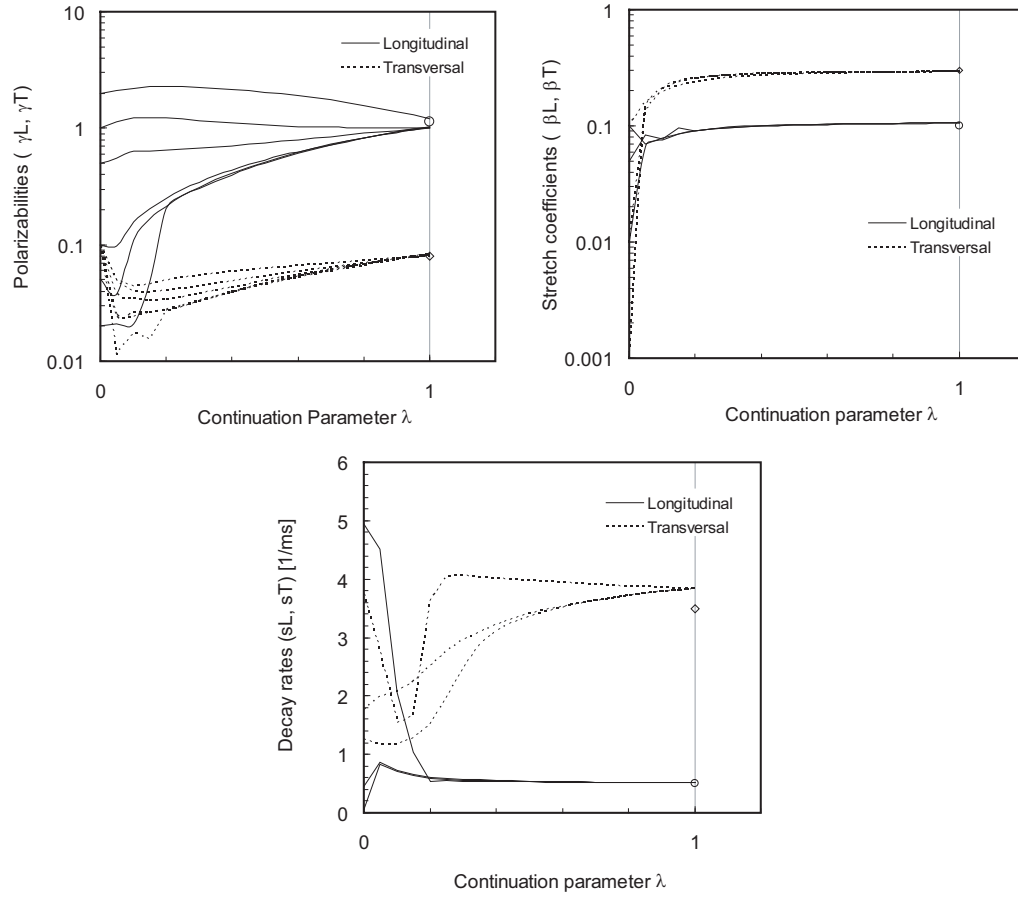 10
1
0.1
0.01
Polarizabilities ( γL, γT)
Longitudinal
Transversal
0
1
Continuation Parameter λ
1
0.1
0.01
0.001
Stretch coefficients ( βL, βT)
Longitudinal
Transversal
0
1
Continuation parameter λ
6
5
4
3
2
1
0
Decay rates (sL, sT) [1/ms]
Longitudinal
Transversal
0
1
Continuation parameter λ